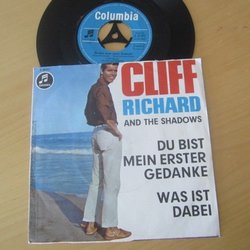 Columbia
CLIFF
RICHARD
AND THE SHADOWS
DU BIST
MEIN ERSTER
GEDANKE
WAS IST
DABEI